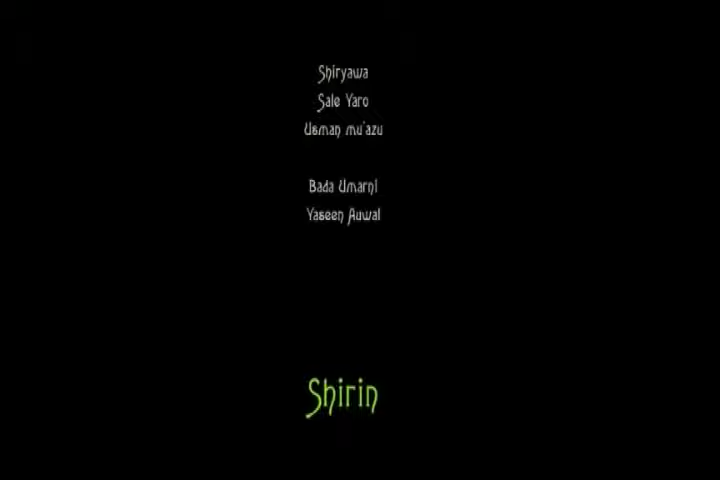 Shiryawa
Sale Yaro
Usman mu'azu
Bada Umarni
Yaseen Auwal
Shirin